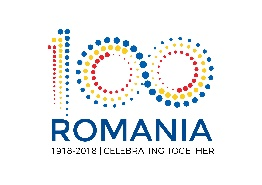 100
ROMANIA
1918-2018 | CELEBRATING TOGETHER